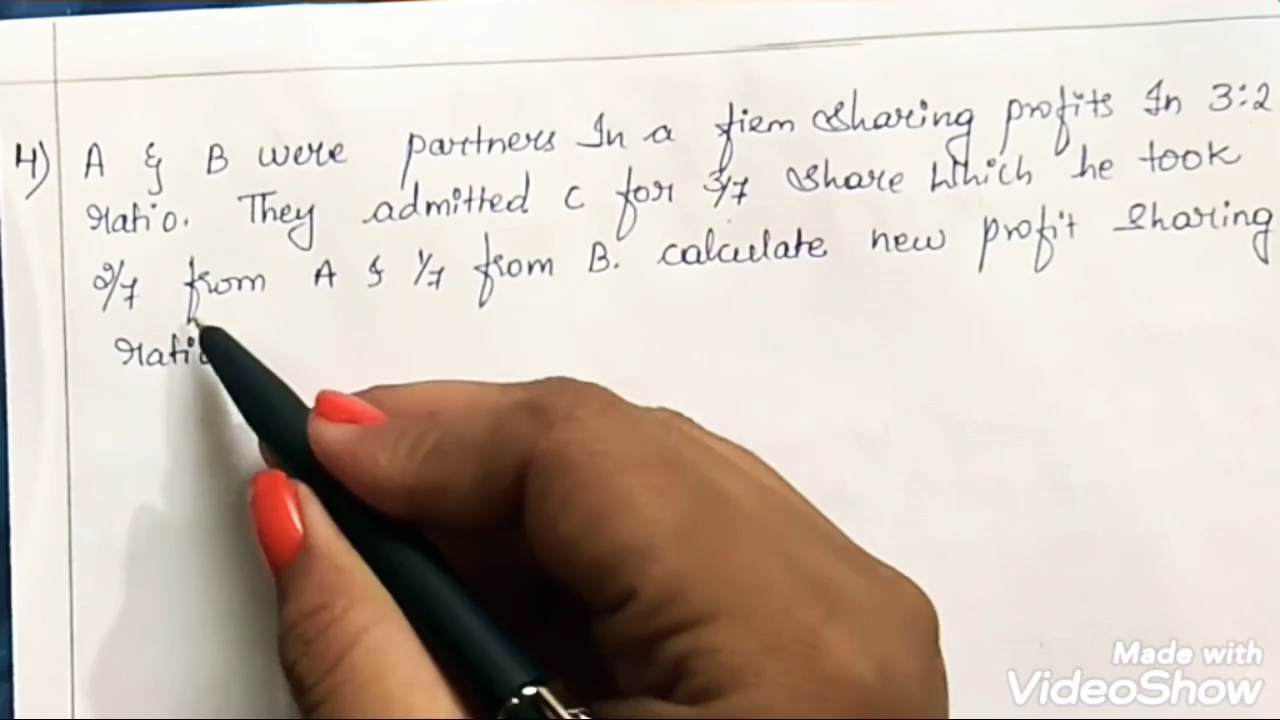 4) A & B were partners In a firm sharing profits In 3:2
ratio. They admitted C for 3/7 share which he took
2/7 from A & 1/7 from B. calculate new profit sharing
ratio
Made with
VideoShow